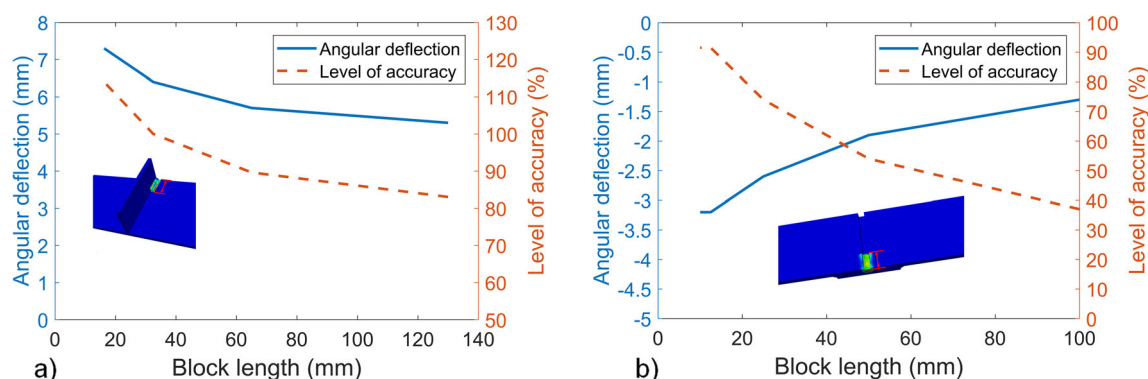 8
7
6
5
4
3
2
1
0
Angular deflection (mm)
130
120
110
100
90
80
70
60
50
Level of accuracy (%)
Angular deflection
Level of accuracy
0 20 40 60 80 100 120 140
Block length (mm)
a)
0
-0.5
-1
-1.5
-2
-2.5
-3
-3.5
-4
-4.5
-5
Angular deflection (mm)
100
90
80
70
60
50
40
30
20
10
0
Level of accuracy (%)
Angular deflection
Level of accuracy
0 20 40 60 80 100
Block length (mm)
b)